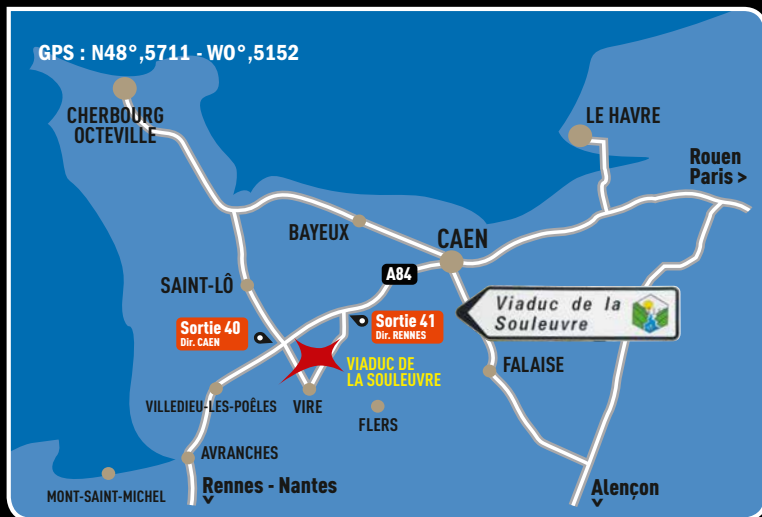 GPS : N48°,5711 - WO°,5152
CHERBOURG
OCTEVILLE
LE HAVRE
Rouen
Paris >
BAYEUX
CAEN
A84
SAINT-LÔ
Viaduc de la
Souleuvre
Sortie 40
Dir. CAEN
Sortie 41
Dir. RENNES
VIADUC DE
LA SOULEUVRE
FALAISE
VILLEDIEU-LES-POÊLES
VIRE
FLERS
AVRANCHES
Rennes - Nantes
MONT-SAINT-MICHEL
Alençon